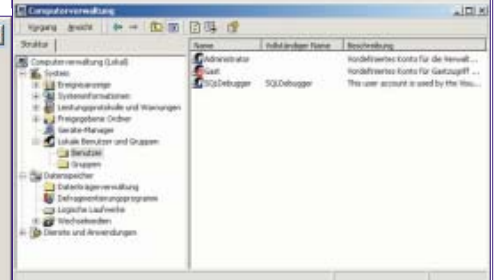 Computerverwaltung
Vorgang Ansicht
Struktur
Computerverwaltung (Lokal)
System
Ereignisanzeige
Systeminformationen
Leistungsprotokolle und Warnungen
Freigegebene Ordner
Geräte-Manager
Lokale Benutzer und Gruppen
Benutzer
Gruppen
Datenspeicher
Datenträgerverwaltung
Defragmentierungsprogramm
Logische Laufwerke
Wechselmedien
Dienste und Anwendungen
Name Vollständiger Name Beschreibung
Administrator Vordefiniertes Konto für die Verwalt...
Gast Vordefiniertes Konto für Gastzugriff ...
SQLDebugger SQLDebugger This user account is used by the Visu...